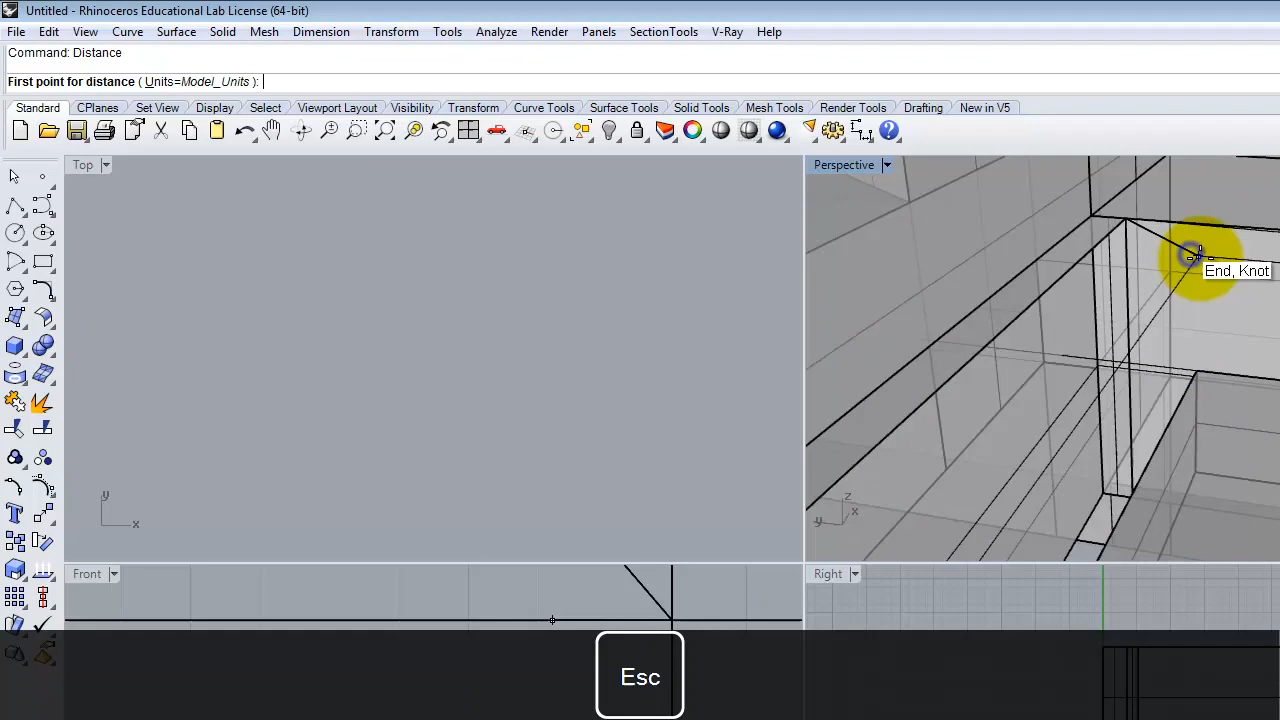 Untitled - Rhinoceros Educational Lab License (64-bit)
File Edit View Curve Surface Solid Mesh Dimension Transform Tools Analyze Render Panels SectionTools V-Ray Help
Command: Distance
First point for distance ( Units=Model_Units ):
Standard CPlanes Set View Display Select Viewport Layout Visibility Transform Curve Tools Surface Tools Solid Tools Mesh Tools Render Tools Drafting New in V5
Top
Perspective
End, Knot
y
x
z
y
x
Front
Right
Esc